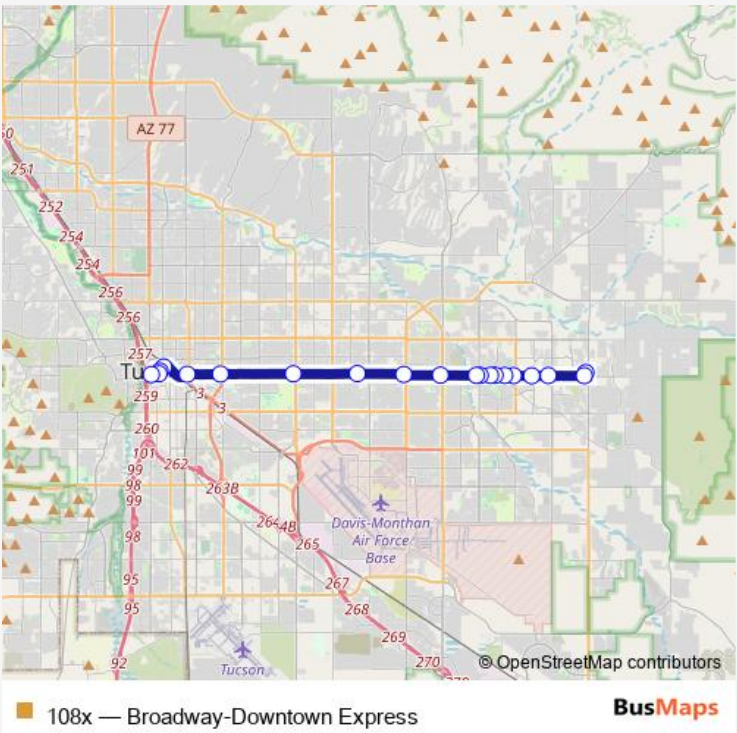 50
AZ 77
251
252
254
254
256
256
257
Tu
3
3
259
260
101
99
262
98
263B
99
264
4B
98
265
Davis-Monthan
Air Force
Base
267
95
268
95
269
92
Tucson
270
© OpenStreetMap contributors
108x — Broadway-Downtown Express
BusMaps